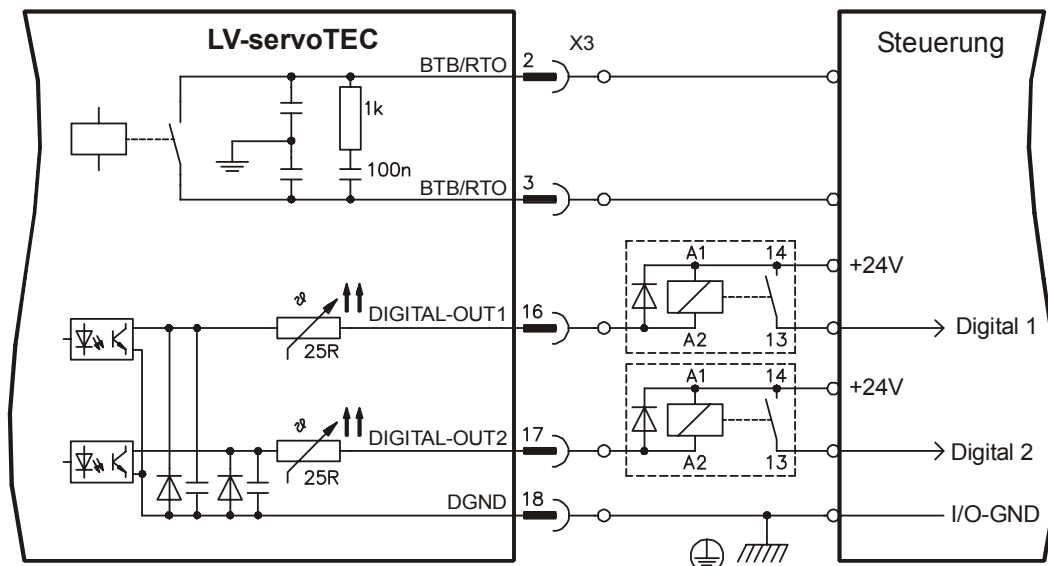 LV-servoTEC
Steuerung
X3
BTB/RTO 2
1k
100n
BTB/RTO 3
A1 14
+24V
ϑ
DIGITAL-OUT1 16
Digital 1
25R
A2 13
A1 14
+24V
ϑ
DIGITAL-OUT2 17
Digital 2
25R
A2 13
DGND 18
I/O-GND